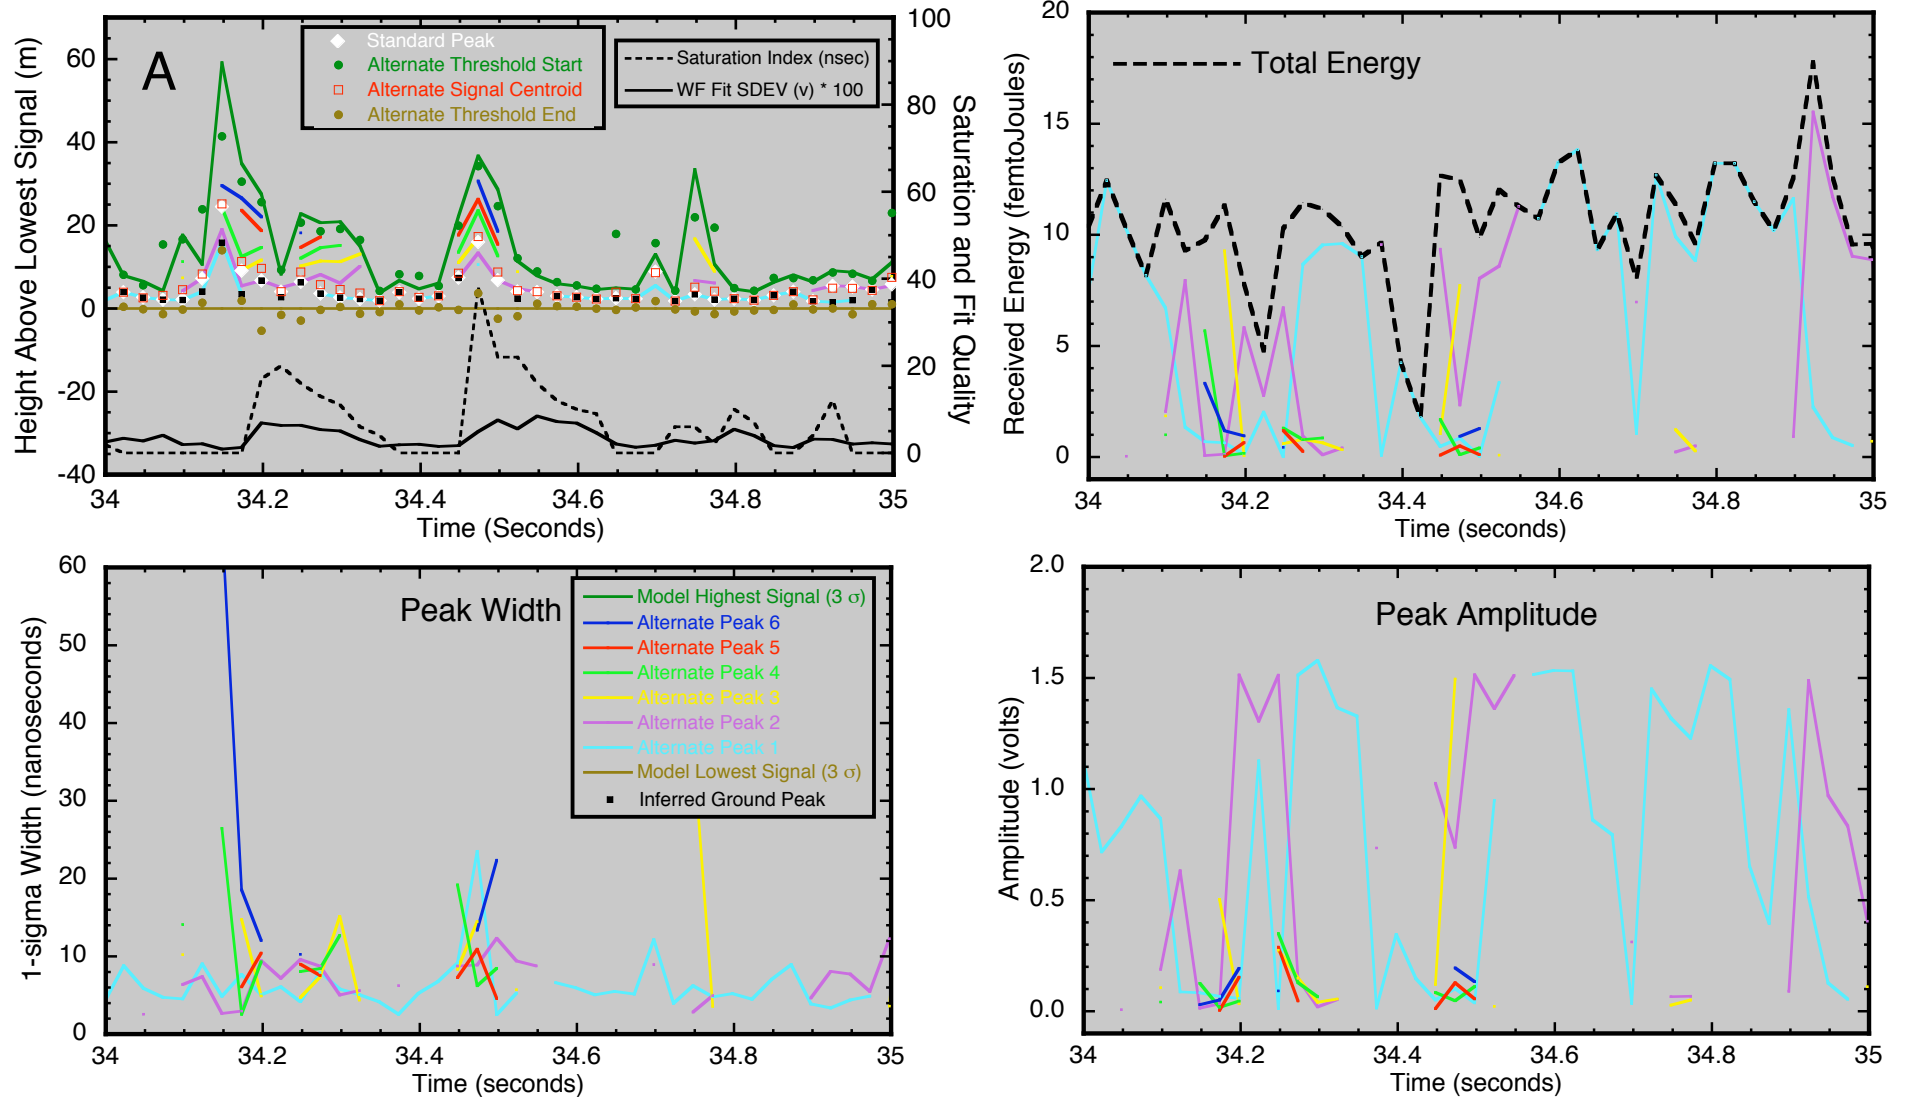 A
Standard Peak
Alternate Threshold Start
Alternate Signal Centroid
Alternate Threshold End
Saturation Index (nsec)
WF Fit SDEV (v) * 100
Height Above Lowest Signal (m)
60
40
20
0
-20
-40
100
80
60
40
20
0
Saturation and Fit Quality
34
34.2
34.4
34.6
34.8
35
Time (Seconds)
Total Energy
Received Energy (femtoJoules)
20
15
10
5
0
34
34.2
34.4
34.6
34.8
35
Time (seconds)
Peak Width
Model Highest Signal (3 σ)
Alternate Peak 6
Alternate Peak 5
Alternate Peak 4
Alternate Peak 3
Alternate Peak 2
Alternate Peak 1
Model Lowest Signal (3 σ)
Inferred Ground Peak
1-sigma Width (nanoseconds)
60
50
40
30
20
10
0
34
34.2
34.4
34.6
34.8
35
Time (seconds)
Peak Amplitude
Amplitude (volts)
2.0
1.5
1.0
0.5
0.0
34
34.2
34.4
34.6
34.8
35
Time (seconds)